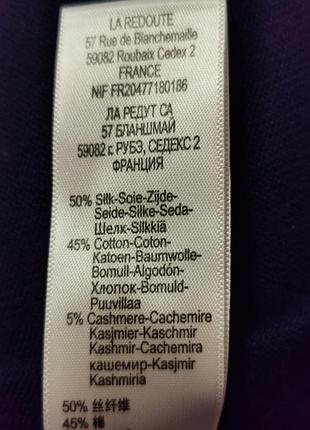 LA REDOUTE
57 Rue de Blanchemaille
59082 Roubaix Cedex 2
FRANCE
NIF FR20477180186
ЛА РЕДУТ СА
57 БЛАНШМАЙ
59082 г. РУБЭ, СЕДЕКС 2
ФРАНЦИЯ
50% Silk-Soie-Zijde-
Seide-Silke-Seda-
Шелк-Silkkiä
45% Cotton-Coton-
Katoen-Baumwolle-
Bomull-Algodón-
Хлопок-Bomuld-
Puuvillaa
5% Cashmere-Cachemire
Kasjmier-Kaschmir
Kashmir-Cachemira
кашемир-Kasjmir
Kashmiria
50% 丝纤维
45% 棉